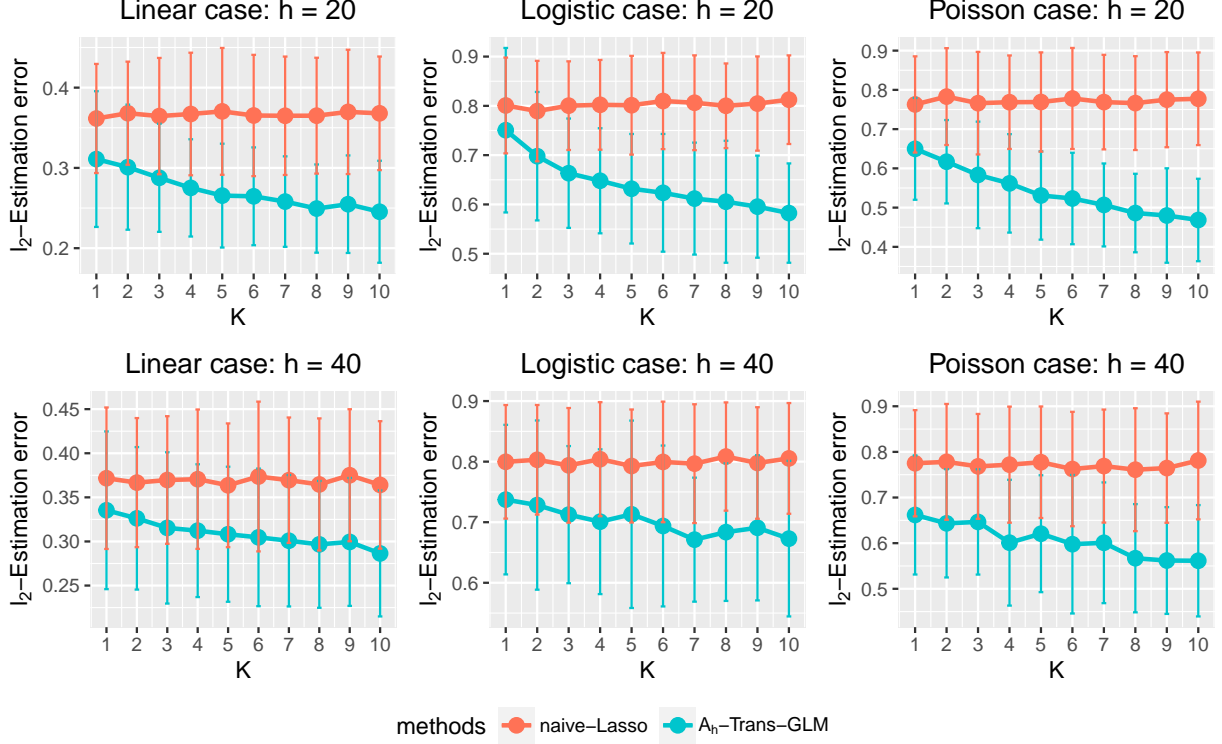 Linear case: h = 20
Logistic case: h = 20
Poisson case: h = 20
l₂−Estimation error
0.4
0.3
0.2
1 2 3 4 5 6 7 8 9 10
K
l₂−Estimation error
0.9
0.8
0.7
0.6
0.5
1 2 3 4 5 6 7 8 9 10
K
l₂−Estimation error
0.9
0.8
0.7
0.6
0.5
0.4
1 2 3 4 5 6 7 8 9 10
K
Linear case: h = 40
Logistic case: h = 40
Poisson case: h = 40
l₂−Estimation error
0.45
0.40
0.35
0.30
0.25
1 2 3 4 5 6 7 8 9 10
K
l₂−Estimation error
0.9
0.8
0.7
0.6
1 2 3 4 5 6 7 8 9 10
K
l₂−Estimation error
0.9
0.8
0.7
0.6
0.5
1 2 3 4 5 6 7 8 9 10
K
methods naive−Lasso Aₕ−Trans−GLM